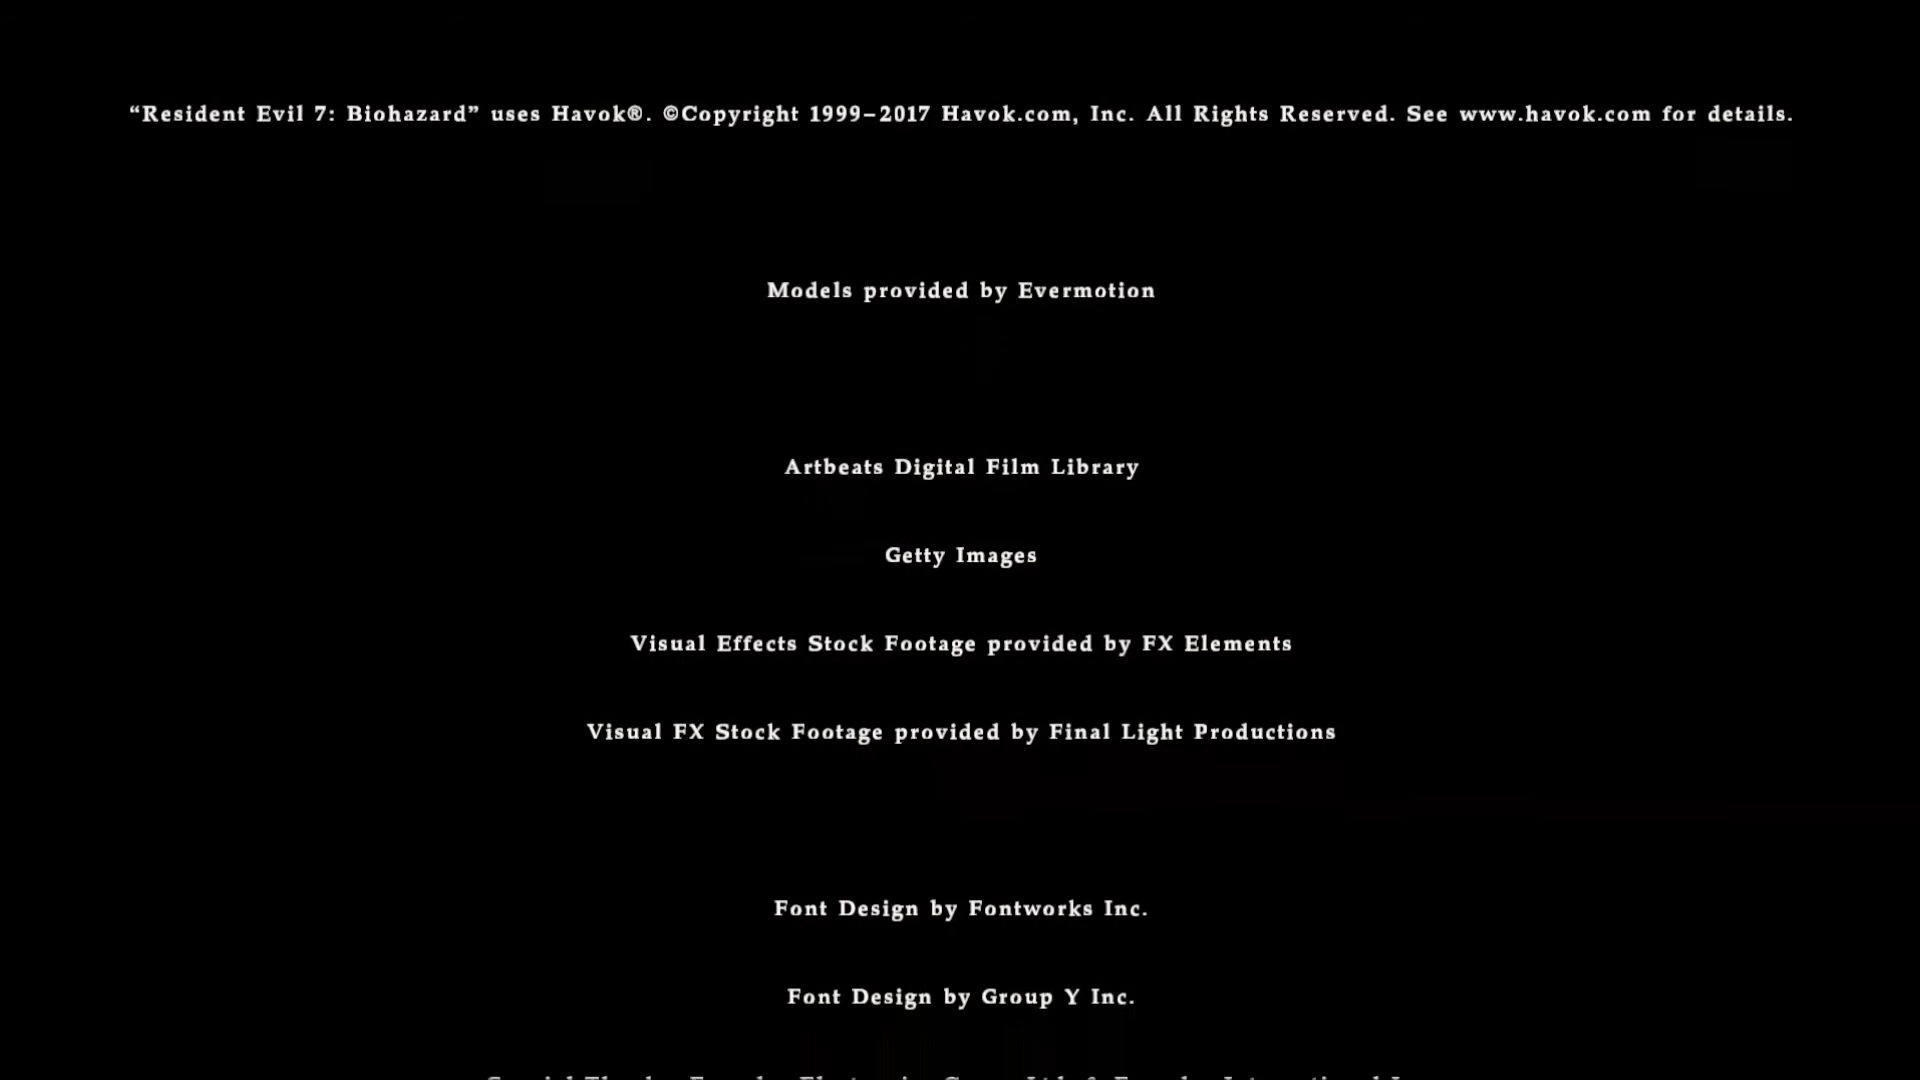 “Resident Evil 7: Biohazard” uses Havok®. ©Copyright 1999–2017 Havok.com, Inc. All Rights Reserved. See www.havok.com for details.
Models provided by Evermotion
Artbeats Digital Film Library
Getty Images
Visual Effects Stock Footage provided by FX Elements
Visual FX Stock Footage provided by Final Light Productions
Font Design by Fontworks Inc.
Font Design by Group Y Inc.